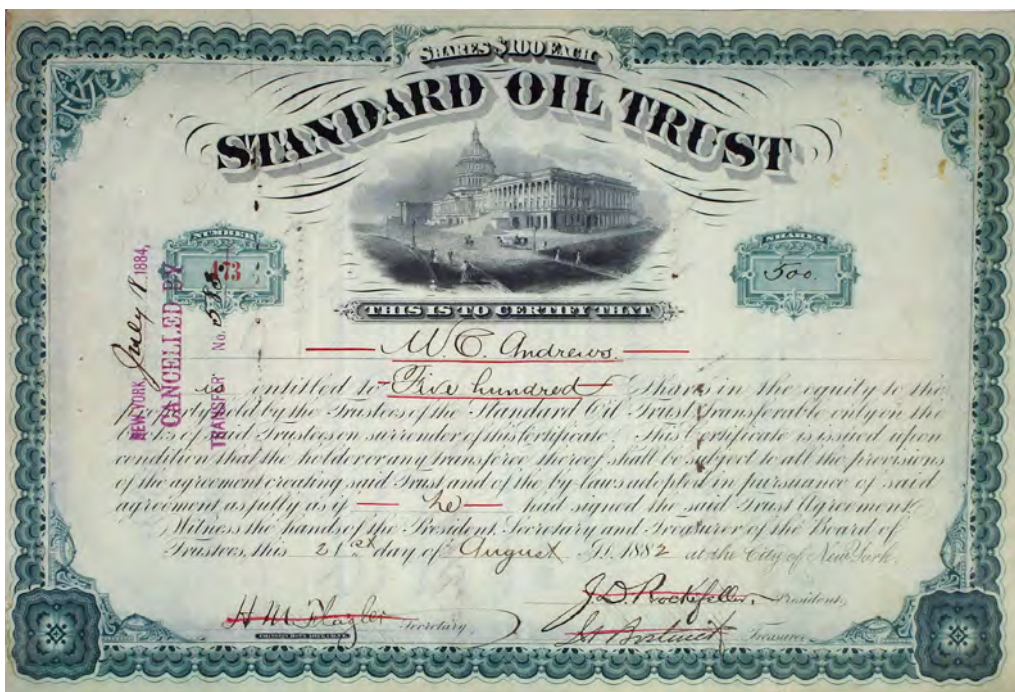 SHARES $100 EACH
STANDARD OIL TRUST
NUMBER
173
SHARES
500.
THIS IS TO CERTIFY THAT
W.C. Andrews.
is entitled to Five hundred Shares in the equity to the
property held by the Trustees of the Standard Oil Trust transferable only on the
books of said Trustees on surrender of this Certificate. This Certificate is issued upon
condition that the holder or any transferee thereof shall be subject to all the provisions
of the agreement creating said Trust and of the by-laws adopted in pursuance of said
agreement as fully as if he had signed the said Trust Agreement.
Witness the hands of the President, Secretary and Treasurer of the Board of
Trustees, this 21st day of August A.D. 1882 at the City of New York.
H M Flagler Secretary
J.D. Rockefeller, President,
Treasurer
NEW YORK, July 8 1884,
CANCELLED BY
TRANSFER No.